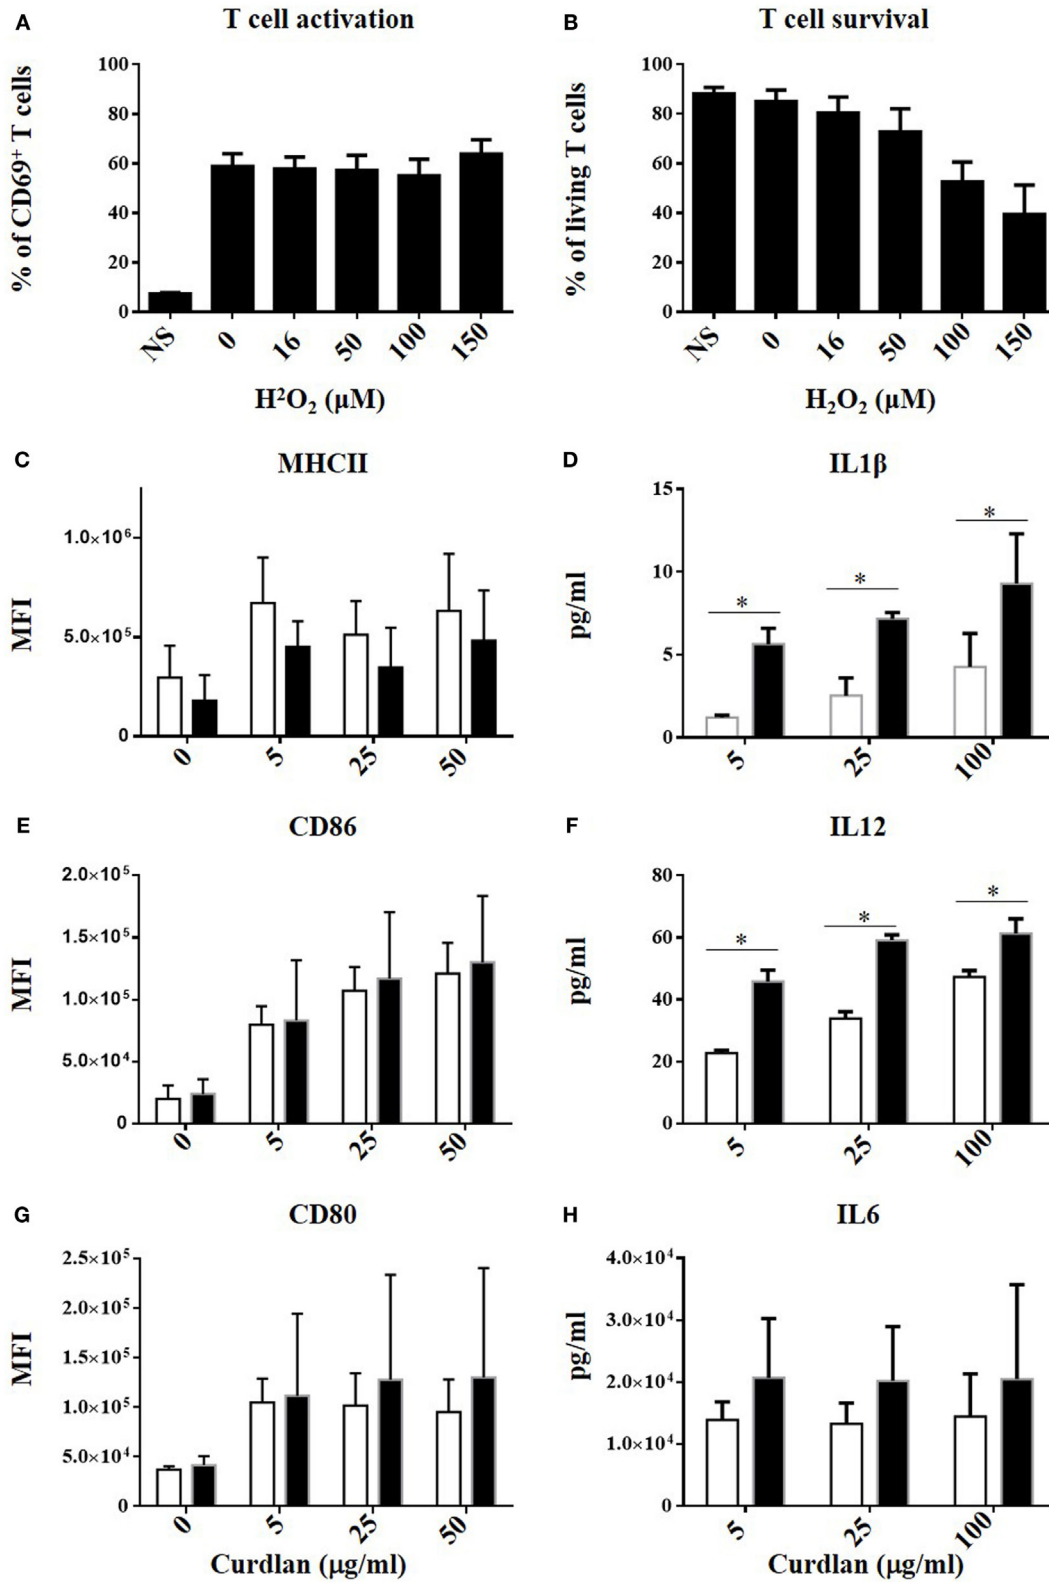 A
T cell activation
% of CD69⁺ T cells
100
80
60
40
20
0
NS
0
16
50
100
150
H²O₂ (μM)
B
T cell survival
% of living T cells
100
80
60
40
20
0
NS
0
16
50
100
150
H₂O₂ (μM)
C
MHCII
MFI
1.0×10⁶
5.0×10⁵
0
0
5
25
50
D
IL1β
pg/ml
15
10
5
0
*
*
*
5
25
100
E
CD86
MFI
2.0×10⁵
1.5×10⁵
1.0×10⁵
5.0×10⁴
0
0
5
25
50
F
IL12
pg/ml
80
60
40
20
0
*
*
*
5
25
100
G
CD80
MFI
2.5×10⁵
2.0×10⁵
1.5×10⁵
1.0×10⁵
5.0×10⁴
0
0
5
25
50
Curdlan (μg/ml)
H
IL6
pg/ml
4.0×10⁴
3.0×10⁴
2.0×10⁴
1.0×10⁴
0
5
25
100
Curdlan (μg/ml)